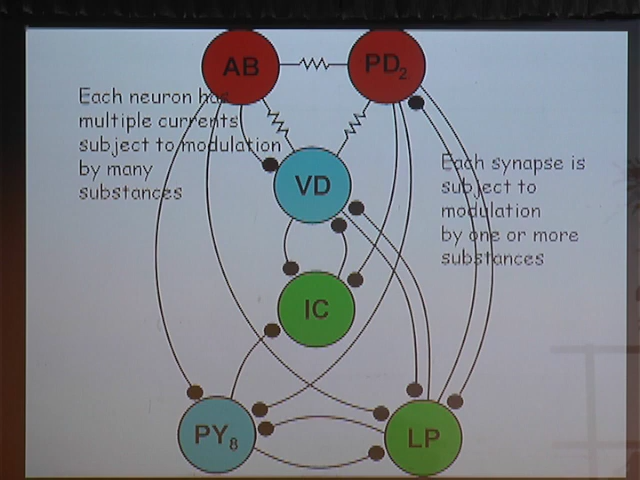 AB
PD2
Each neuron has
multiple currents
subject to modulation
by many
substances
VD
Each synapse is
subject to
modulation
by one or more
substances
IC
PY8
LP